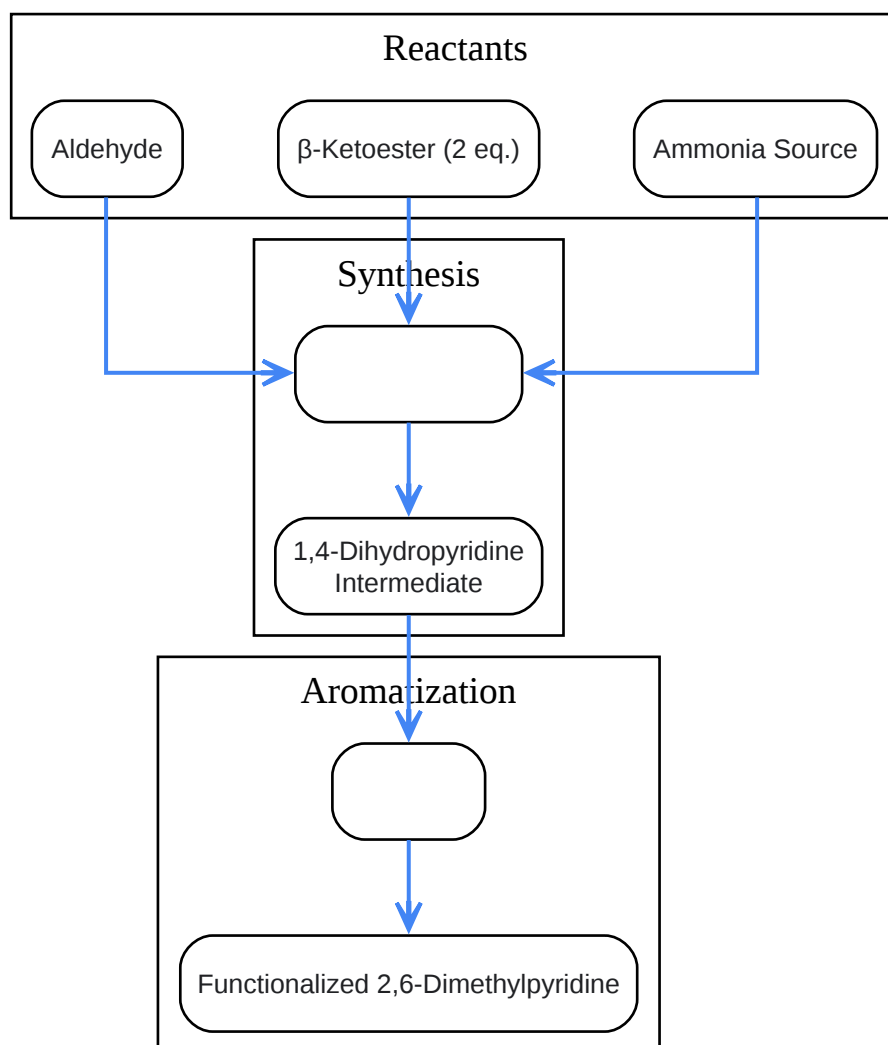 Reactants
Aldehyde
β-Ketoester (2 eq.)
Ammonia Source
Synthesis
1,4-Dihydropyridine
Intermediate
Aromatization
Functionalized 2,6-Dimethylpyridine